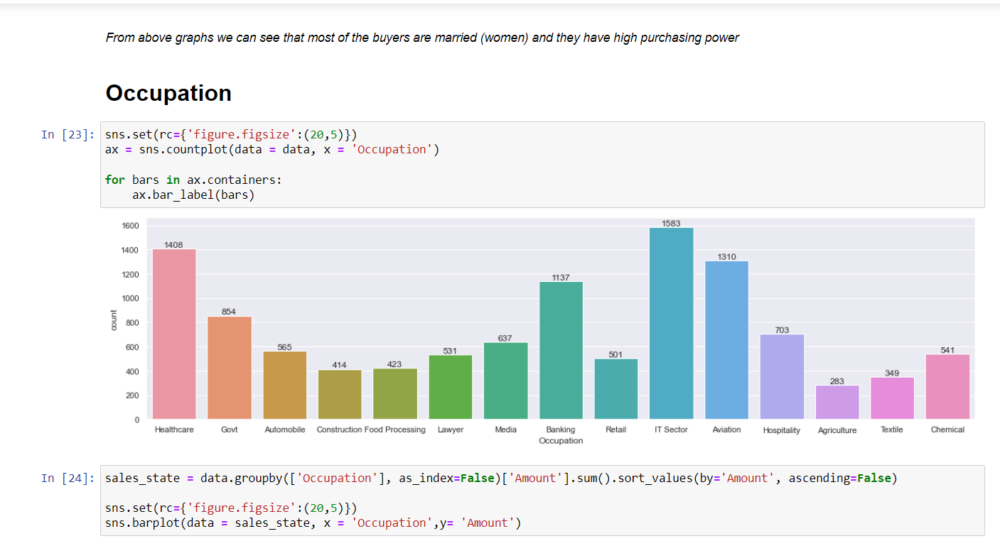 From above graphs we can see that most of the buyers are married (women) and they have high purchasing power
Occupation
In [23]: sns.set(rc={'figure.figsize':(20,5)})
ax = sns.countplot(data = data, x = 'Occupation')
for bars in ax.containers:
    ax.bar_label(bars)
1600
1400
1200
1000
800
600
400
200
0
count
1408
854
565
414
423
531
637
1137
501
1583
1310
703
283
349
541
Healthcare Govt Automobile Construction Food Processing Lawyer Media Banking Retail IT Sector Aviation Hospitality Agriculture Textile Chemical
Occupation
In [24]: sales_state = data.groupby(['Occupation'], as_index=False)['Amount'].sum().sort_values(by='Amount', ascending=False)
sns.set(rc={'figure.figsize':(20,5)})
sns.barplot(data = sales_state, x = 'Occupation',y= 'Amount')